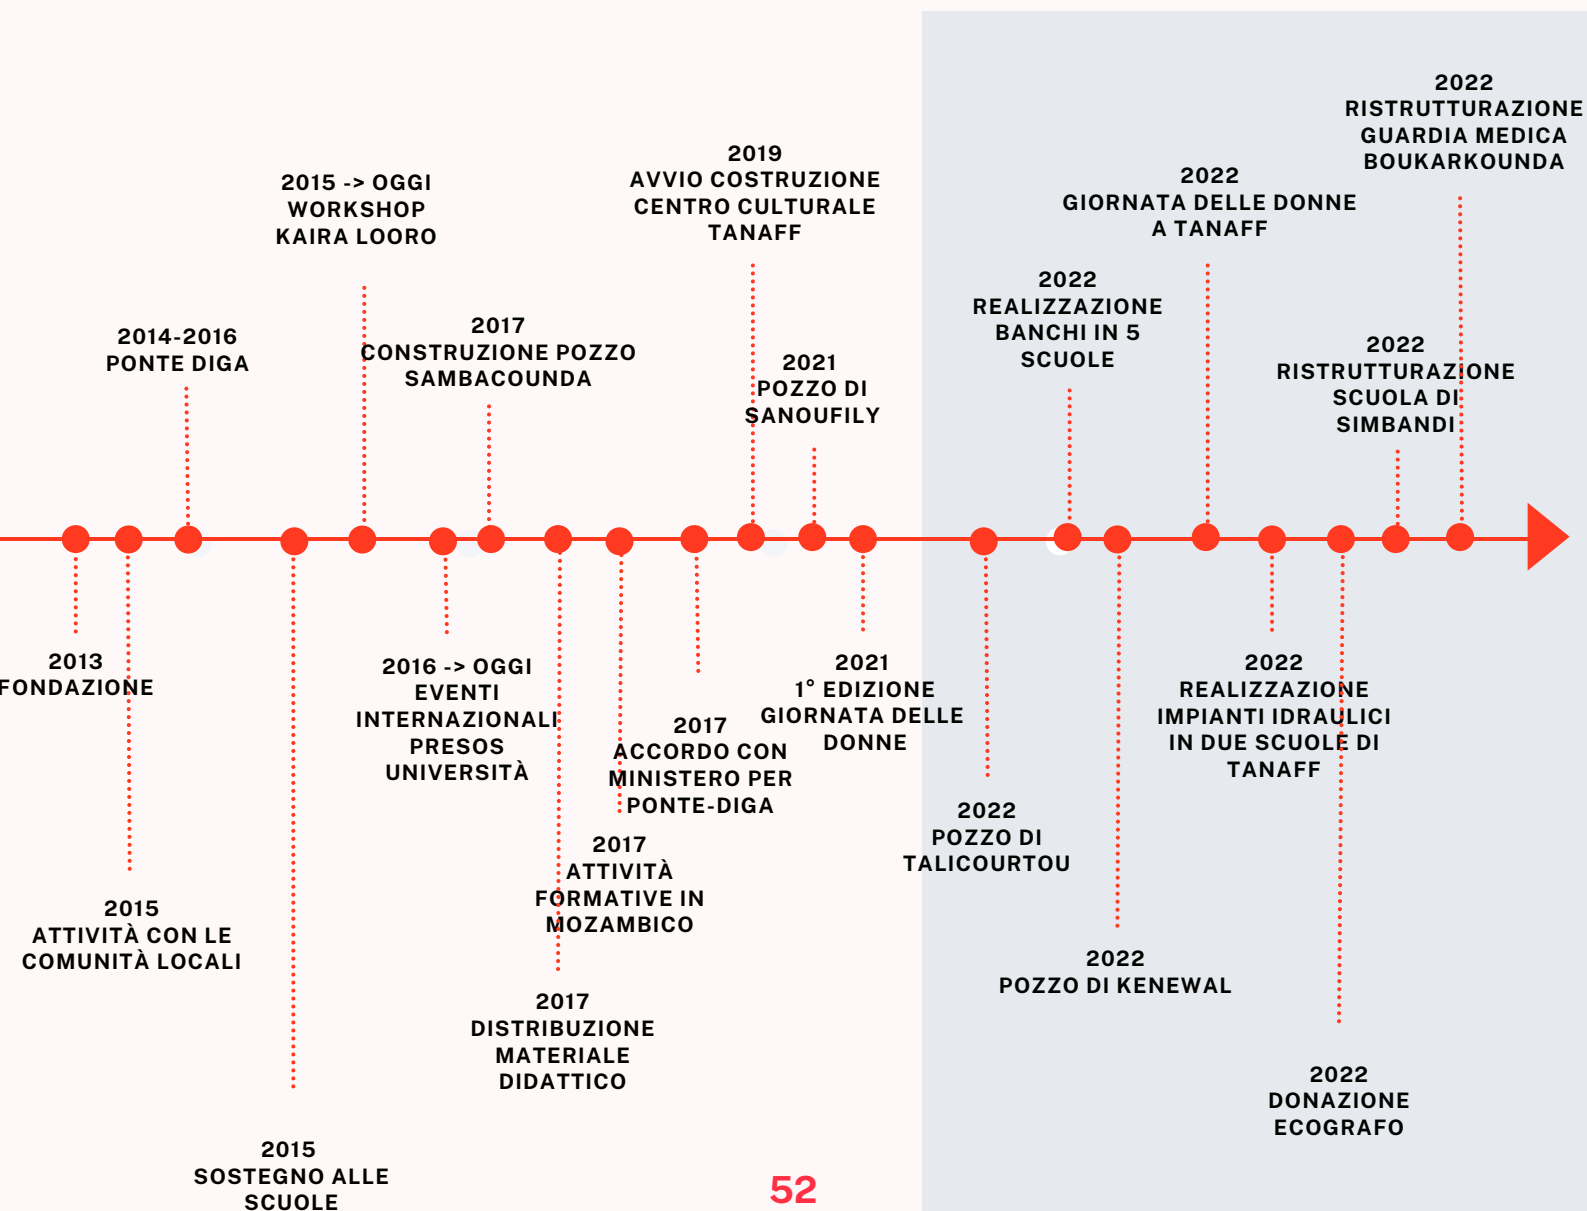 2013
FONDAZIONE
2015
ATTIVITÀ CON LE
COMUNITÀ LOCALI
2014-2016
PONTE DIGA
2015
SOSTEGNO ALLE
SCUOLE
2015 -> OGGI
WORKSHOP
KAIRA LOORO
2016 -> OGGI
EVENTI
INTERNAZIONALI
PRESOS
UNIVERSITÀ
2017
CONSTRUZIONE POZZO
SAMBACOUNDA
2017
DISTRIBUZIONE
MATERIALE
DIDATTICO
2017
ATTIVITÀ
FORMATIVE IN
MOZAMBICO
2017
ACCORDO CON
MINISTERO PER
PONTE-DIGA
2019
AVVIO COSTRUZIONE
CENTRO CULTURALE
TANAFF
2021
POZZO DI
SANOUFILY
2021
1° EDIZIONE
GIORNATA DELLE
DONNE
2022
POZZO DI
TALICOURTOU
2022
REALIZZAZIONE
BANCHI IN 5
SCUOLE
2022
POZZO DI KENEWAL
2022
GIORNATA DELLE DONNE
A TANAFF
2022
REALIZZAZIONE
IMPIANTI IDRAULICI
IN DUE SCUOLE DI
TANAFF
2022
DONAZIONE
ECOGRAFO
2022
RISTRUTTURAZIONE
SCUOLA DI
SIMBANDI
2022
RISTRUTTURAZIONE
GUARDIA MEDICA
BOUKARKOUNDA
52